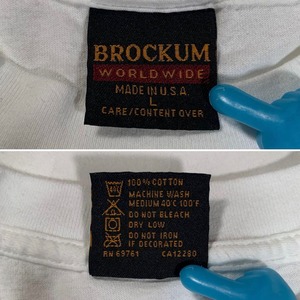 BROCKUM
WORLDWIDE
MADE IN U.S.A.
L
CARE/CONTENT OVER
100% COTTON
MACHINE WASH
MEDIUM 40°C 100°F
DO NOT BLEACH
DRY LOW
DO NOT IRON
IF DECORATED
RN 69761 CA12280